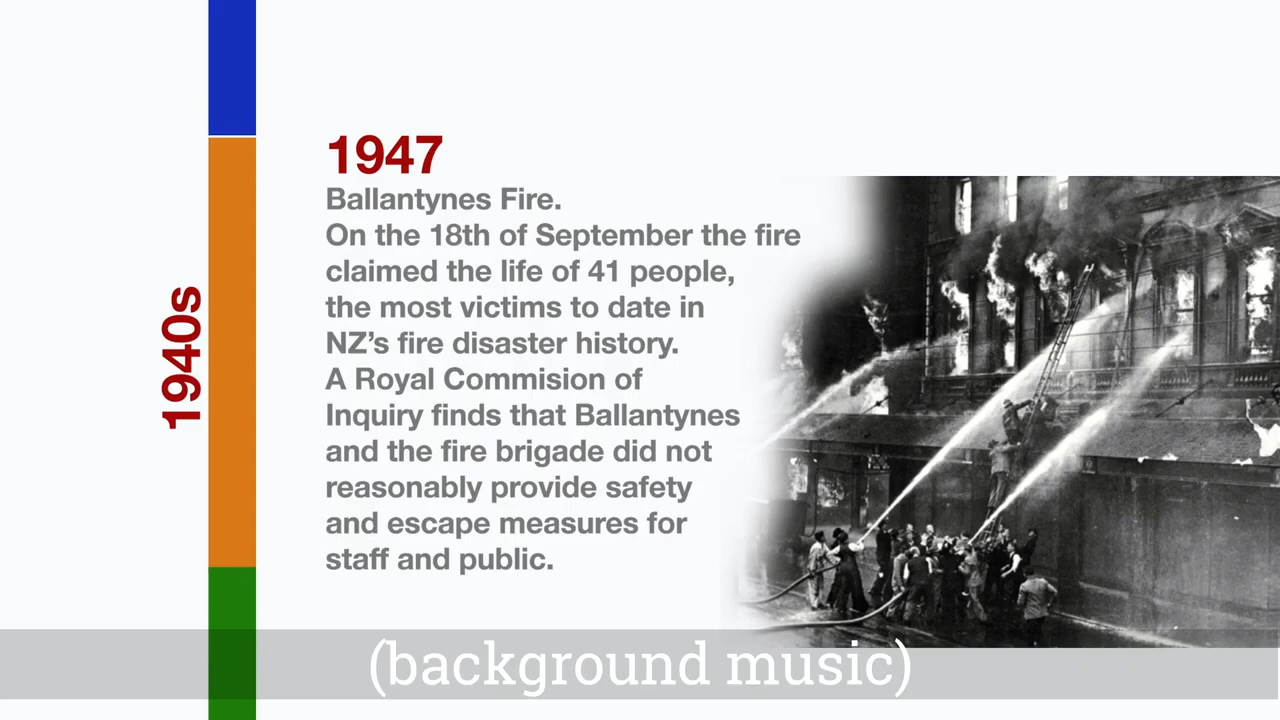 1940s
1947
Ballantynes Fire.
On the 18th of September the fire
claimed the life of 41 people,
the most victims to date in
NZ's fire disaster history.
A Royal Commision of
Inquiry finds that Ballantynes
and the fire brigade did not
reasonably provide safety
and escape measures for
staff and public.
(background music)